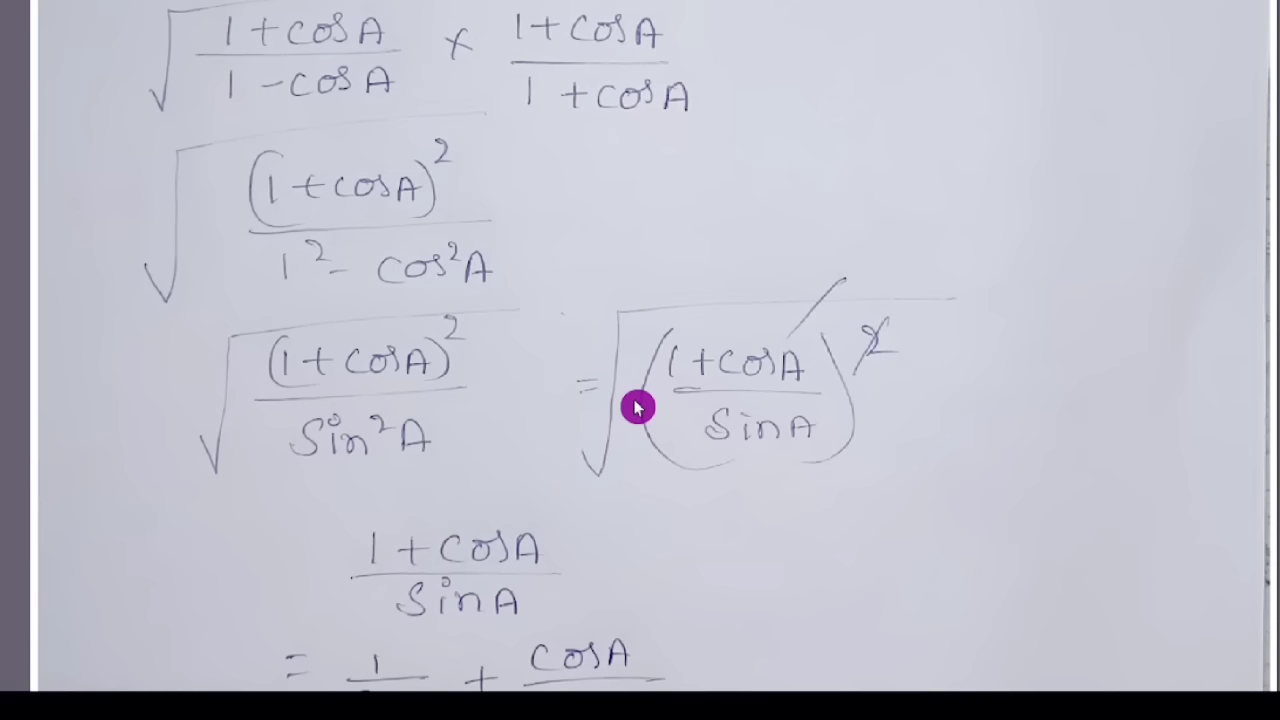 √((1+cosA)/(1-cosA) × (1+cosA)/(1+cosA))
√((1+cosA)²/(1²- cos²A))
√((1+cosA)²/Sin²A) = √((1+cosA)/SinA)²
(1+cosA)/SinA
= 1/ + cosA/